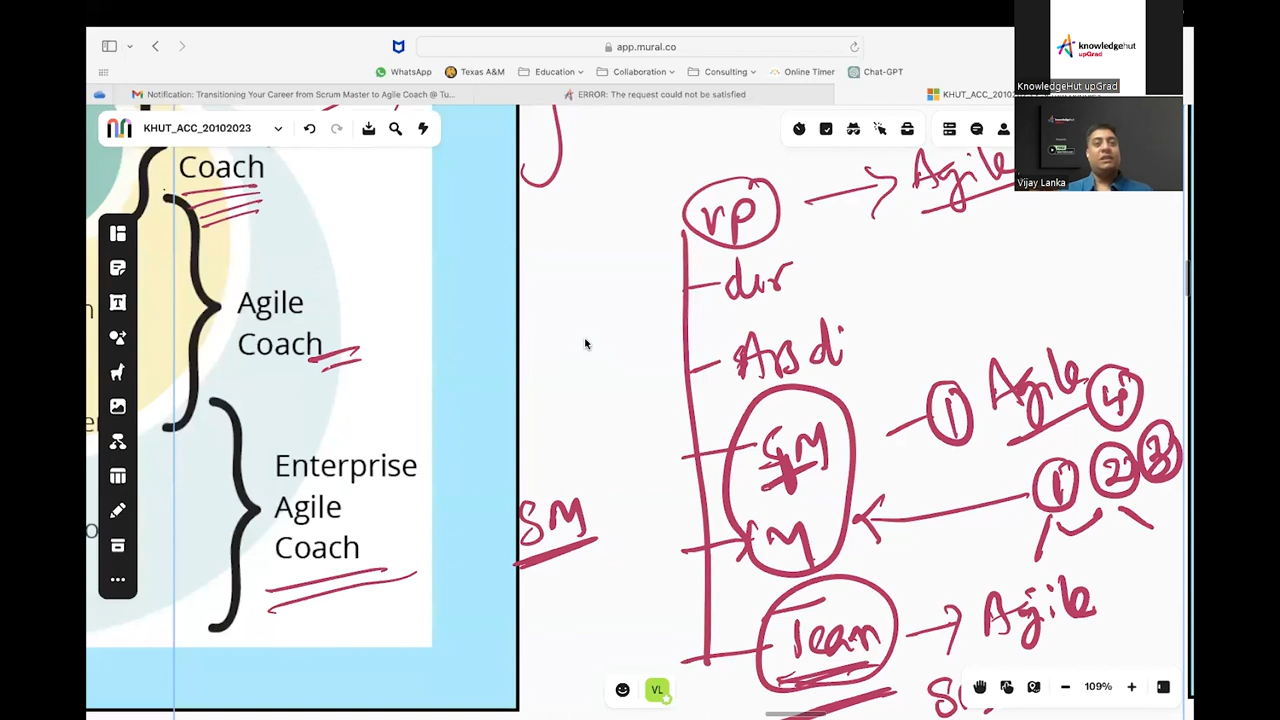 app.mural.co
WhatsApp
Texas A&M
Education
Collaboration
Consulting
Online Timer
Chat-GPT
Notification: Transitioning Your Career from Scrum Master to Agile Coach @ Tu...
ERROR: The request could not be satisfied
KHUT_ACC_2010
knowledgehut
upGrad
KnowledgeHut upGrad
Vijay Lanka
KHUT_ACC_20102023
Coach
Agile
Coach
Enterprise
Agile
Coach
SM
VP
Agile
dir
SM
① Agile ④
① ② ③
M
Team
Agile
VL
109%